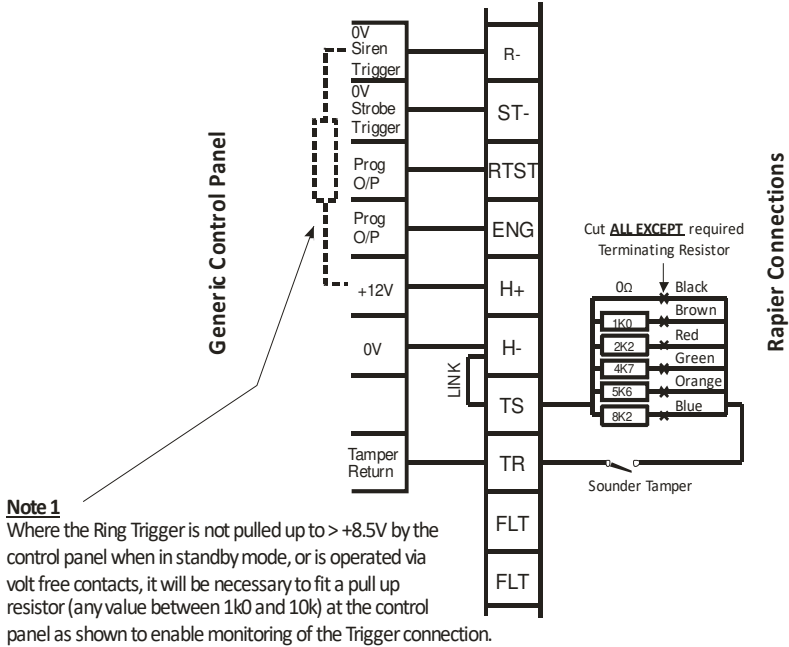 Generic Control Panel
0V
Siren
Trigger
0V
Strobe
Trigger
Prog
O/P
Prog
O/P
+12V
0V
Tamper
Return
R-
ST-
RTST
ENG
H+
H-
LINK
TS
TR
FLT
FLT
Cut ALL EXCEPT required
Terminating Resistor
0Ω Black
1K0 Brown
2K2 Red
4K7 Green
5K6 Orange
8K2 Blue
Sounder Tamper
Rapier Connections
Note 1
Where the Ring Trigger is not pulled up to > +8.5V by the
control panel when in standby mode, or is operated via
volt free contacts, it will be necessary to fit a pull up
resistor (any value between 1k0 and 10k) at the control
panel as shown to enable monitoring of the Trigger connection.